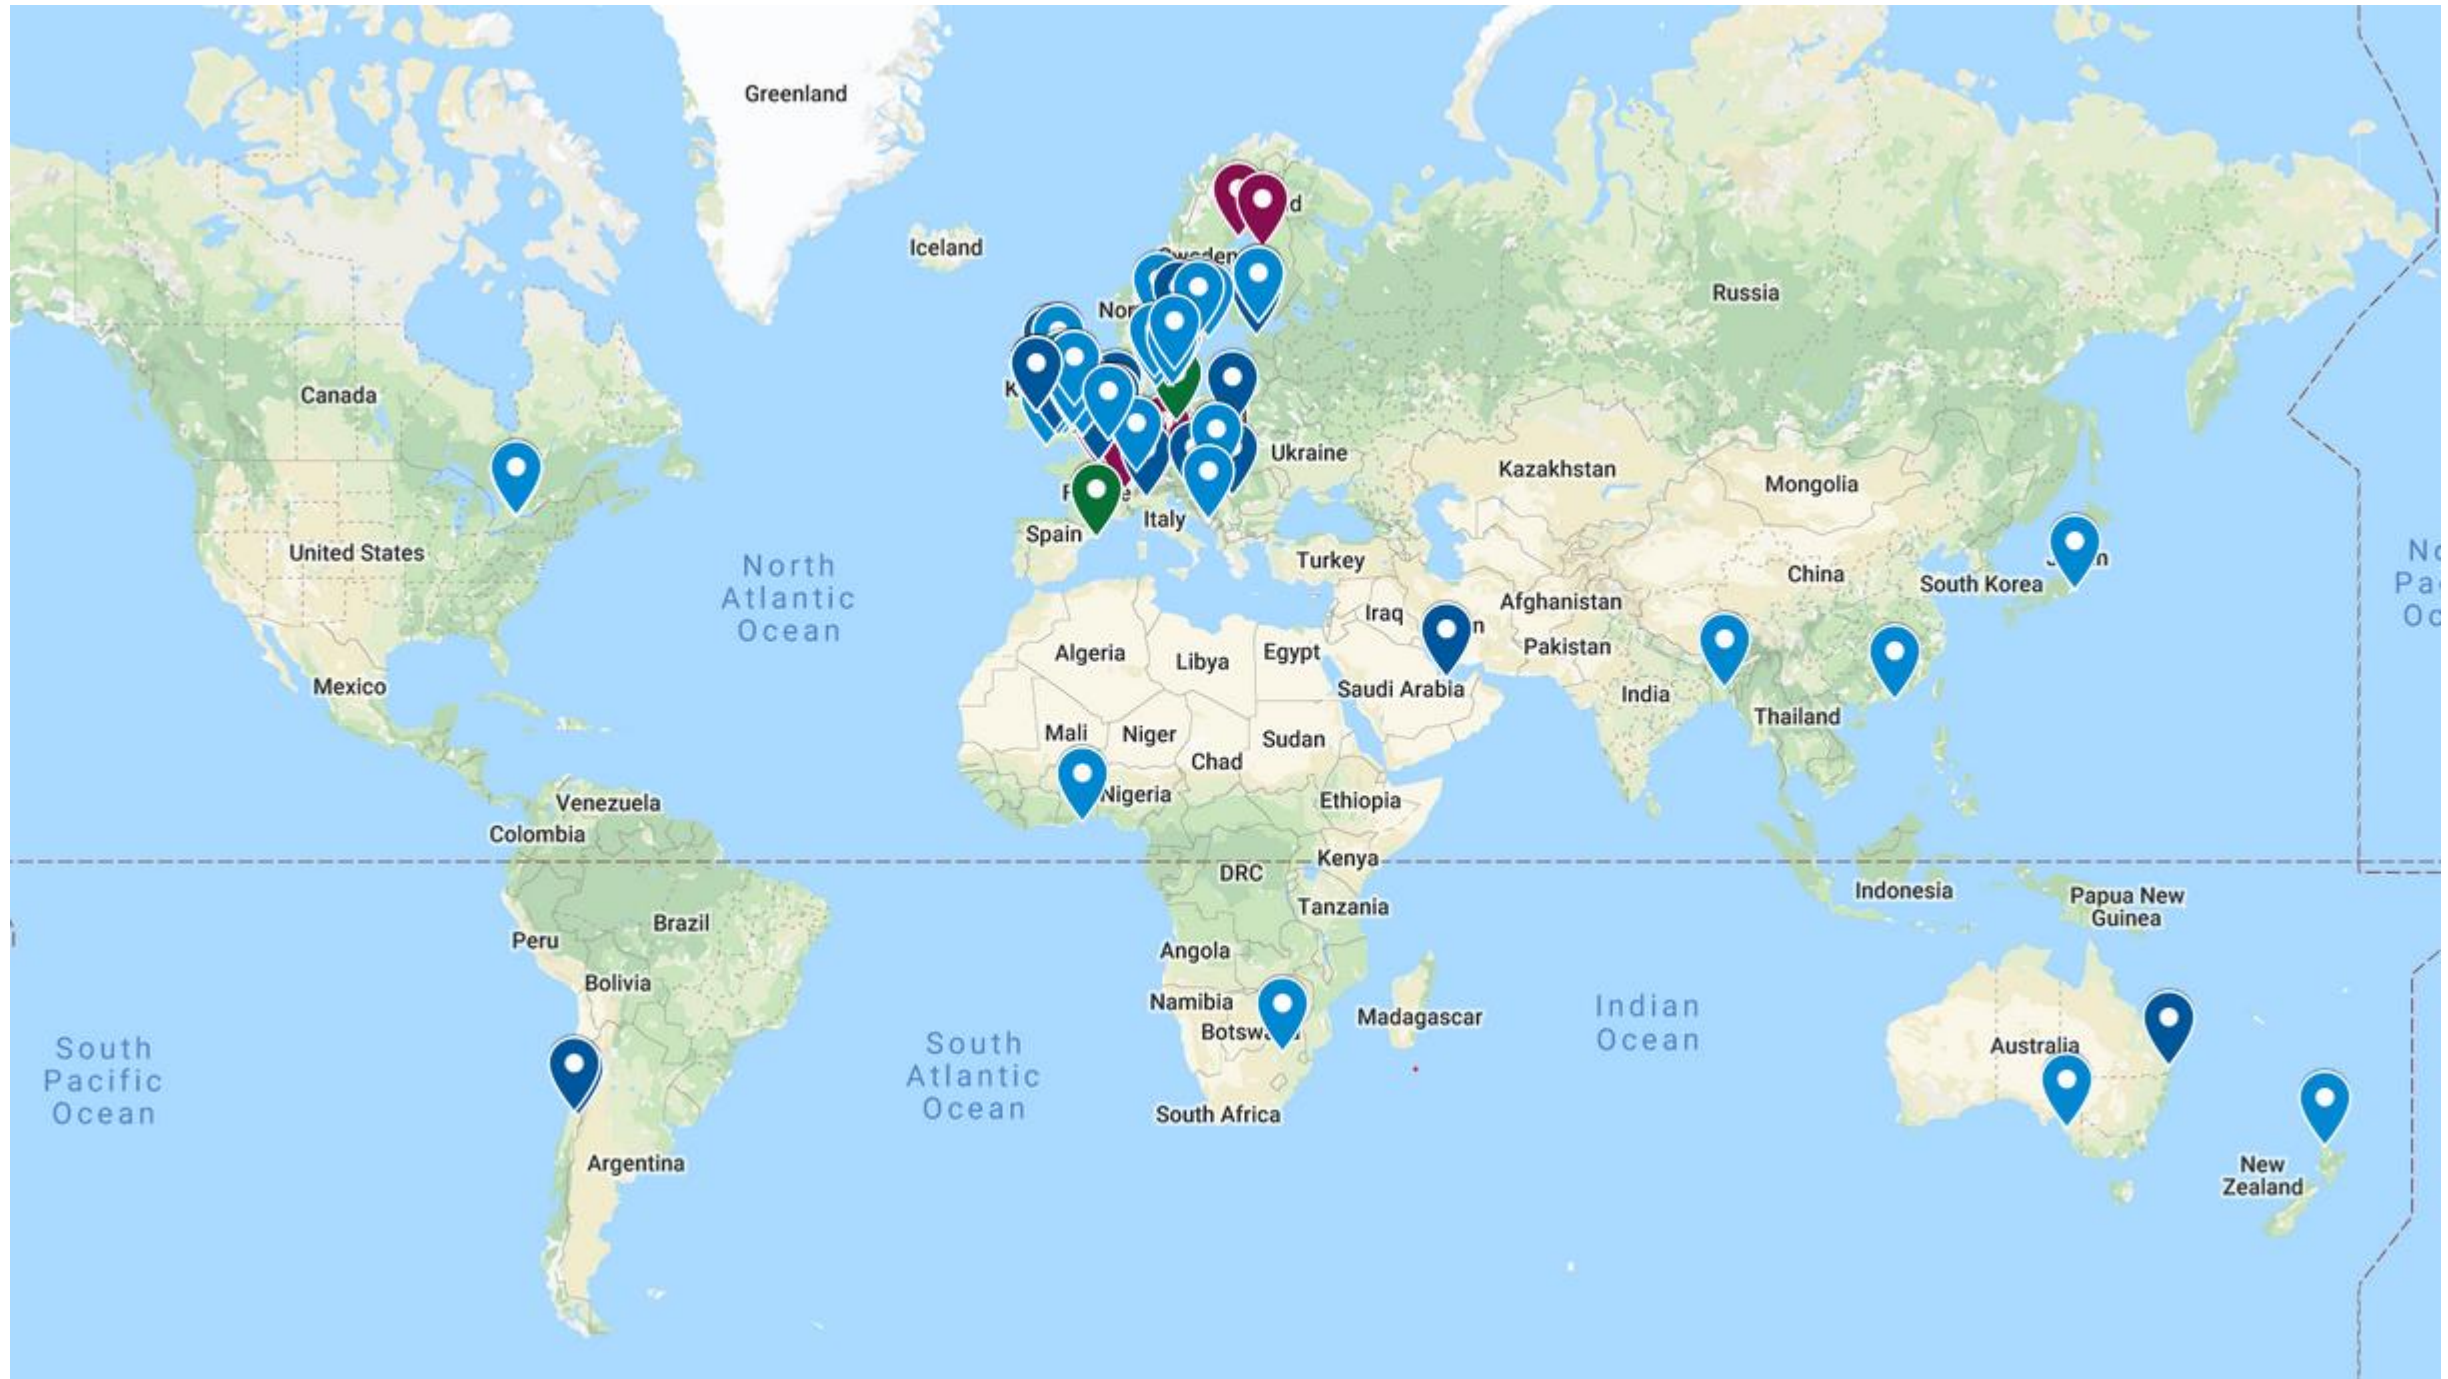 Greenland
Iceland
Sweden
Russia
Canada
Ukraine
Kazakhstan
Mongolia
Italy
Spain
United States
Turkey
North
Atlantic
Ocean
China
South Korea
Iraq
Afghanistan
Pakistan
Algeria
Libya
Egypt
Mexico
Saudi Arabia
India
Thailand
Mali
Niger
Chad
Sudan
Nigeria
Ethiopia
Venezuela
Colombia
Kenya
DRC
Tanzania
Indonesia
Papua New
Guinea
Brazil
Peru
Angola
Bolivia
Namibia
Madagascar
Indian
Ocean
Australia
South
Pacific
Ocean
South
Atlantic
Ocean
South Africa
Argentina
New
Zealand